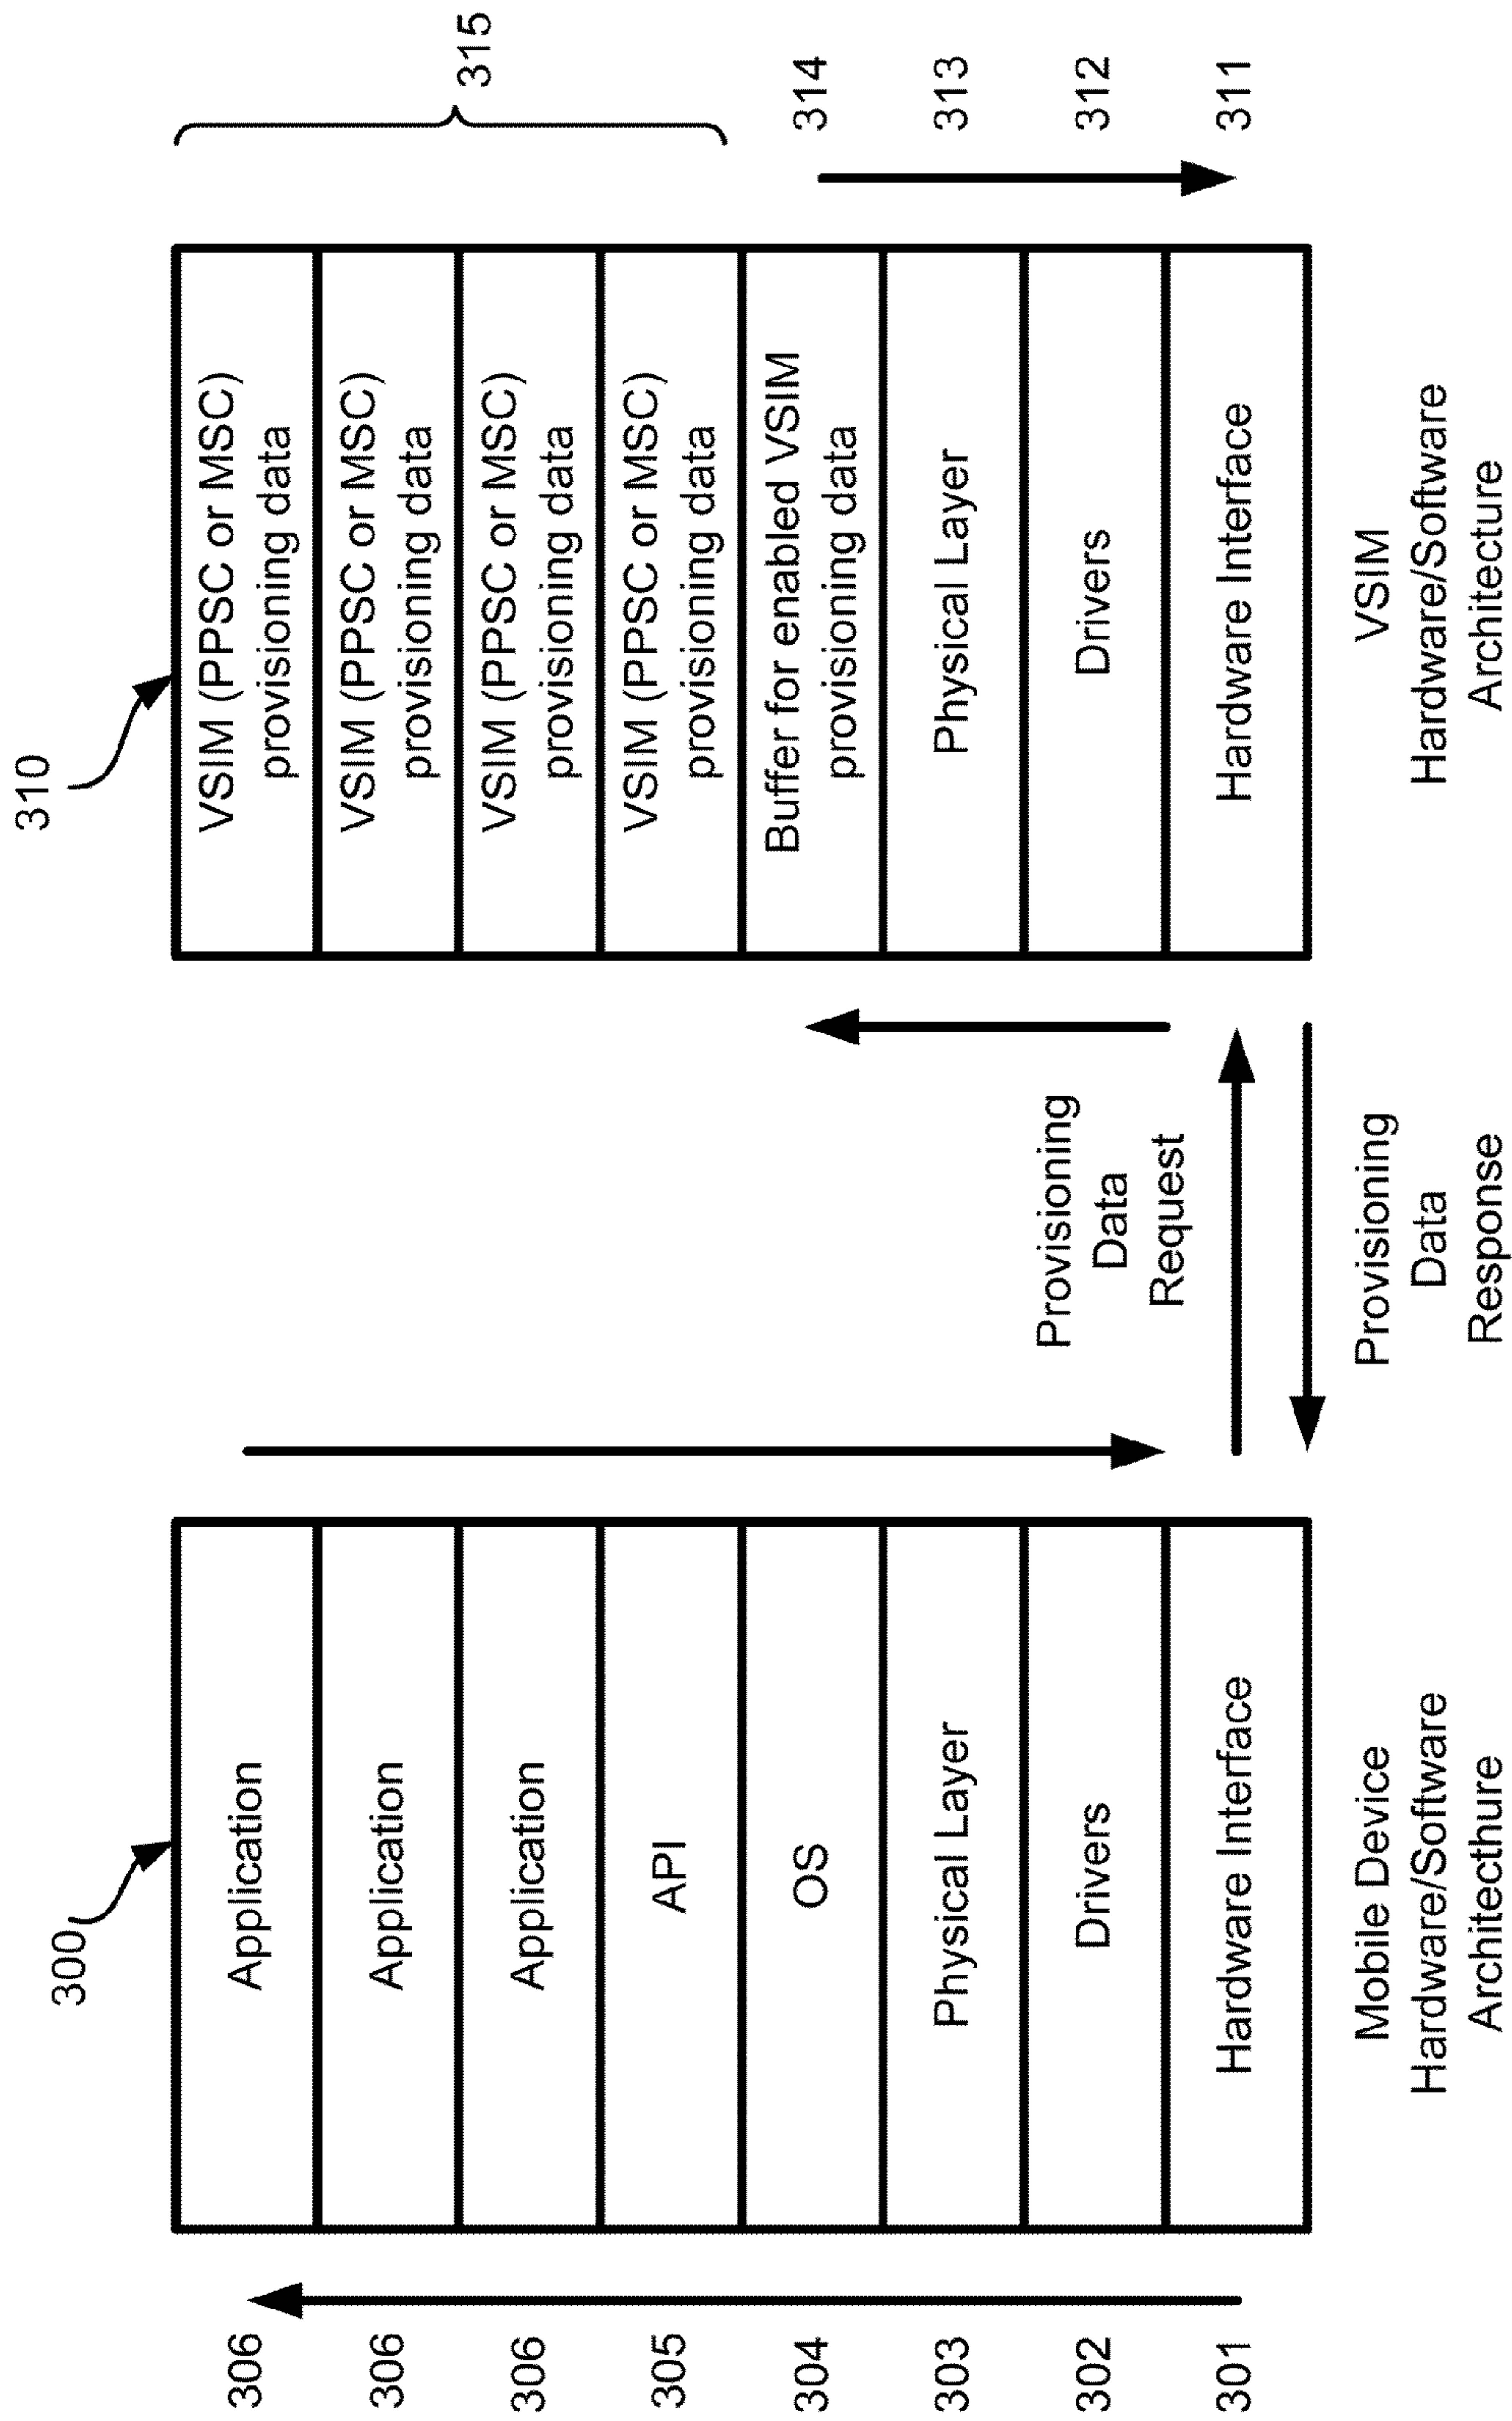 300
306
Application
306
Application
306
Application
305
API
304
OS
303
Physical Layer
302
Drivers
301
Hardware Interface
Mobile Device
Hardware/Software
Architecthure
Provisioning
Data
Request
Provisioning
Data
Response
310
VSIM (PPSC or MSC)
provisioning data
VSIM (PPSC or MSC)
provisioning data
VSIM (PPSC or MSC)
provisioning data
VSIM (PPSC or MSC)
provisioning data
315
Buffer for enabled VSIM
provisioning data
314
Physical Layer
313
Drivers
312
Hardware Interface
311
VSIM
Hardware/Software
Architecture